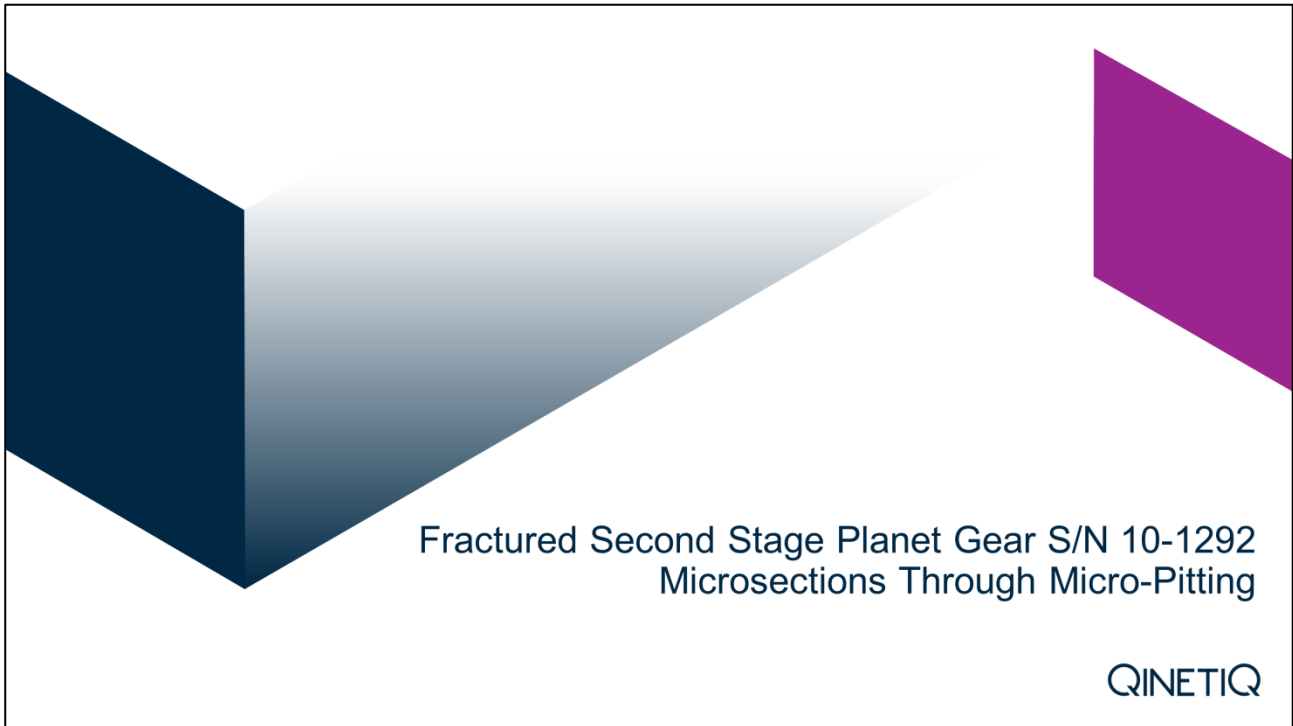 Fractured Second Stage Planet Gear S/N 10-1292
Microsections Through Micro-Pitting
QINETIQ